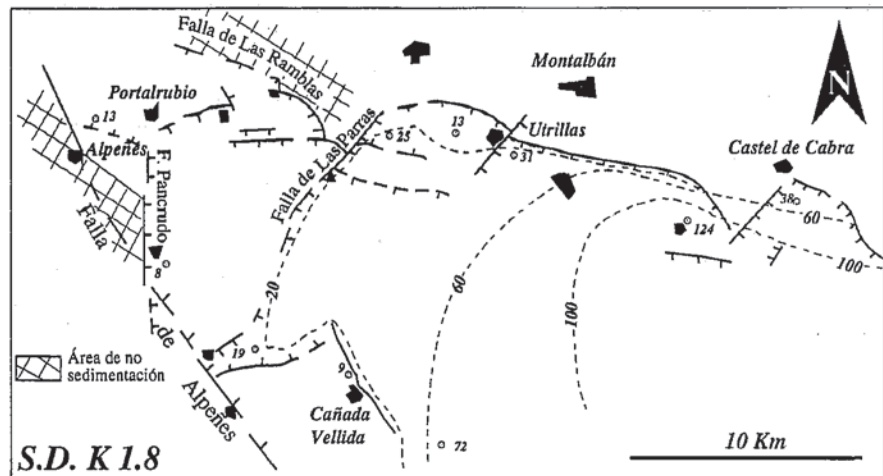 Falla de Las Ramblas
Montalbán
N
Portalrubio
13
Alpeñes
F. Pancrudo
Falla de Las Parras
25
13
Utrillas
31
Castel de Cabra
38
60
124
100
Falla
de
Alpeñes
8
20
60
100
19
9
Cañada
Vellida
72
Área de no
sedimentación
10 Km
S.D. K 1.8